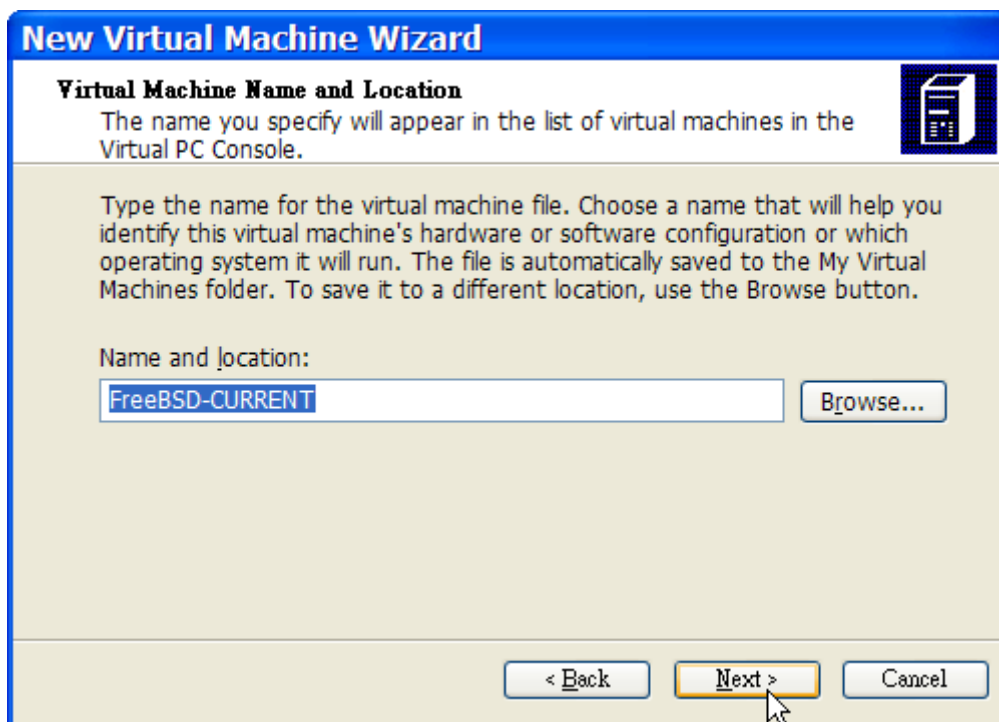 New Virtual Machine Wizard
Virtual Machine Name and Location
The name you specify will appear in the list of virtual machines in the
Virtual PC Console.
Type the name for the virtual machine file. Choose a name that will help you
identify this virtual machine's hardware or software configuration or which
operating system it will run. The file is automatically saved to the My Virtual
Machines folder. To save it to a different location, use the Browse button.
Name and location:
FreeBSD-CURRENT
Browse...
< Back
Next >
Cancel